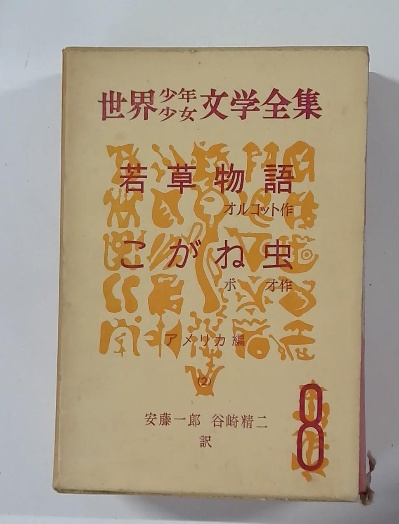 世界少年少女文学全集
若草物語
オルコット作
こがね虫
ポオ作
アメリカ編
(2)
安藤一郎 谷崎精二
訳
8